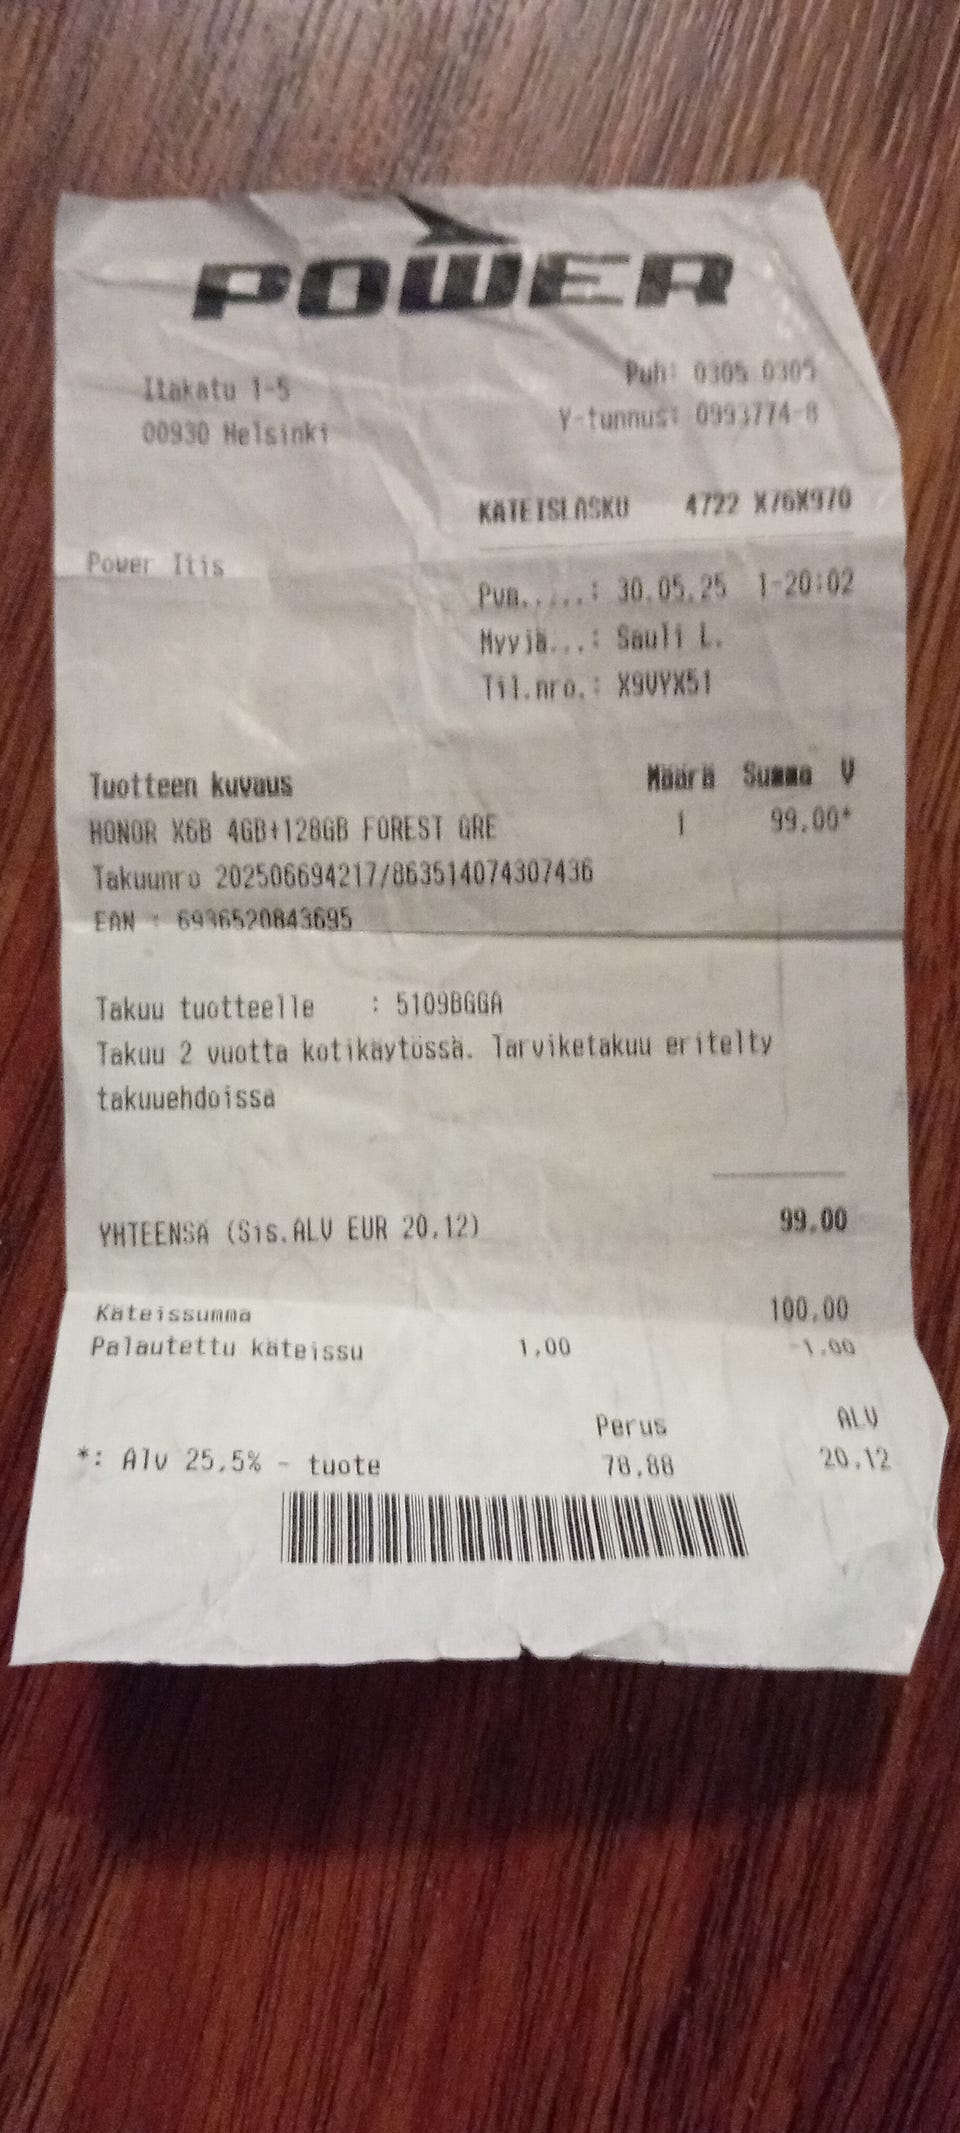 POWER
Itäkatu 1-5
Puh: 0305 0305
00930 Helsinki
Y-tunnus: 0993774-8
KÄTEISLASKU 4722 X76X970
Power Itis
Pvm.....: 30.05.25 1-20:02
Myyjä...: Sauli L.
Til.nro.: X9VYX51
Tuotteen kuvaus Määrä Summa V
HONOR X6B 4GB+128GB FOREST GRE 1 99.00*
Takuunro 202506694217/863514074307436
EAN : 6936520843695
Takuu tuotteelle : 5109BGGA
Takuu 2 vuotta kotikäytössä. Tarviketakuu eritelty
takuuehdoissa
YHTEENSÄ (Sis.ALV EUR 20.12) 99.00
Käteissumma 100.00
Palautettu käteissu 1.00 -1.00
Perus ALV
*: Alv 25.5% - tuote 78.88 20.12